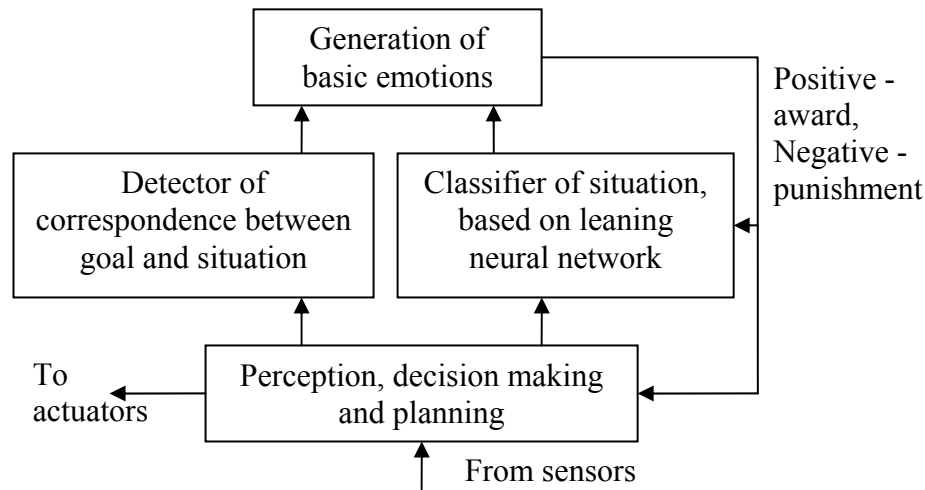 Generation of
basic emotions
Positive -
award,
Negative -
punishment
Detector of
correspondence between
goal and situation
Classifier of situation,
based on leaning
neural network
To
actuators
Perception, decision making
and planning
From sensors